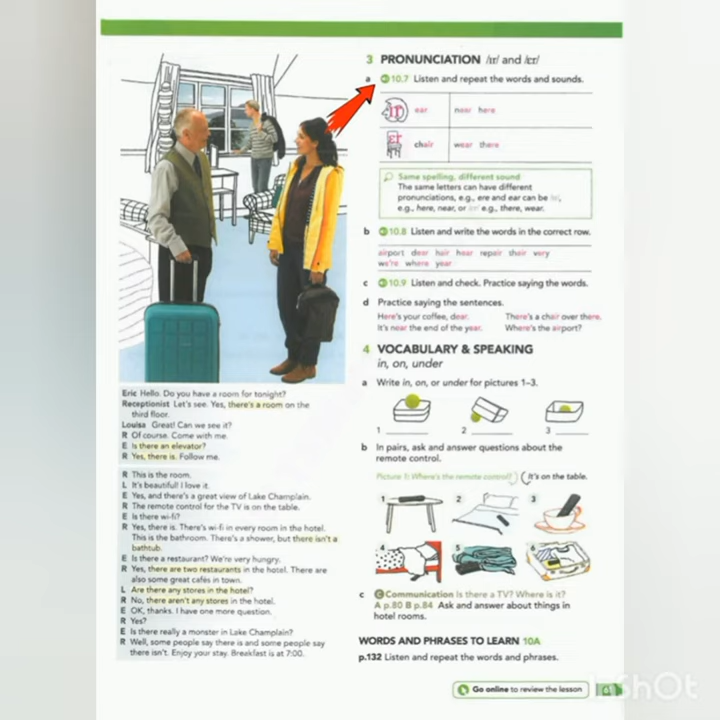 3 PRONUNCIATION /ɪr/ and /ɛr/
a 10.7 Listen and repeat the words and sounds.
ɪr ear near here
ɛr chair wear there
Same spelling, different sound
The same letters can have different
pronunciations, e.g., ere and ear can be /ɪr/,
e.g., here, near, or /ɛr/ e.g., there, wear.
b 10.8 Listen and write the words in the correct row.
airport dear hair hear repair their very
we're where year
c 10.9 Listen and check. Practice saying the words.
d Practice saying the sentences.
Here's your coffee, dear. There's a chair over there.
It's near the end of the year. Where's the airport?
4 VOCABULARY & SPEAKING
in, on, under
a Write in, on, or under for pictures 1–3.
1 ________ 2 ________ 3 ________
b In pairs, ask and answer questions about the
remote control.
Picture 1: Where's the remote control? It's on the table.
1 2 3
4 5 6
c C Communication Is there a TV? Where is it?
A p.80 B p.84 Ask and answer about things in
hotel rooms.
WORDS AND PHRASES TO LEARN 10A
p.132 Listen and repeat the words and phrases.
Go online to review the lesson
Eric Hello. Do you have a room for tonight?
Receptionist Let's see. Yes, there's a room on the
third floor.
Louisa Great! Can we see it?
R Of course. Come with me.
E Is there an elevator?
R Yes, there is. Follow me.
R This is the room.
L It's beautiful! I love it.
E Yes, and there's a great view of Lake Champlain.
R The remote control for the TV is on the table.
E Is there wi-fi?
R Yes, there is. There's wi-fi in every room in the hotel.
This is the bathroom. There's a shower, but there isn't a
bathtub.
E Is there a restaurant? We're very hungry.
R Yes, there are two restaurants in the hotel. There are
also some great cafés in town.
L Are there any stores in the hotel?
R No, there aren't any stores in the hotel.
E OK, thanks. I have one more question.
R Yes?
E Is there really a monster in Lake Champlain?
R Well, some people say there is and some people say
there isn't. Enjoy your stay. Breakfast is at 7:00.